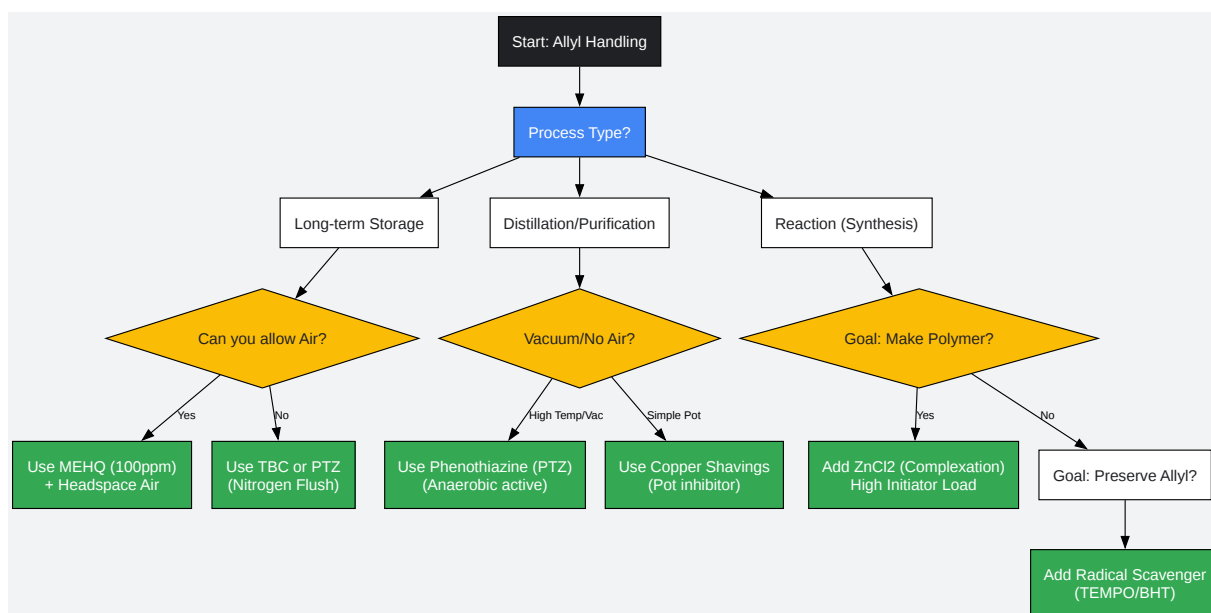 Start: Allyl Handling
Process Type?
Long-term Storage
Distillation/Purification
Reaction (Synthesis)
Can you allow Air?
Vacuum/No Air?
Goal: Make Polymer?
Yes
No
High Temp/Vac
Simple Pot
Yes
No
Use MEHQ (100ppm)
+ Headspace Air
Use TBC or PTZ
(Nitrogen Flush)
Use Phenothiazine (PTZ)
(Anaerobic active)
Use Copper Shavings
(Pot inhibitor)
Add ZnCl2 (Complexation)
High Initiator Load
Goal: Preserve Allyl?
Add Radical Scavenger
(TEMPO/BHT)